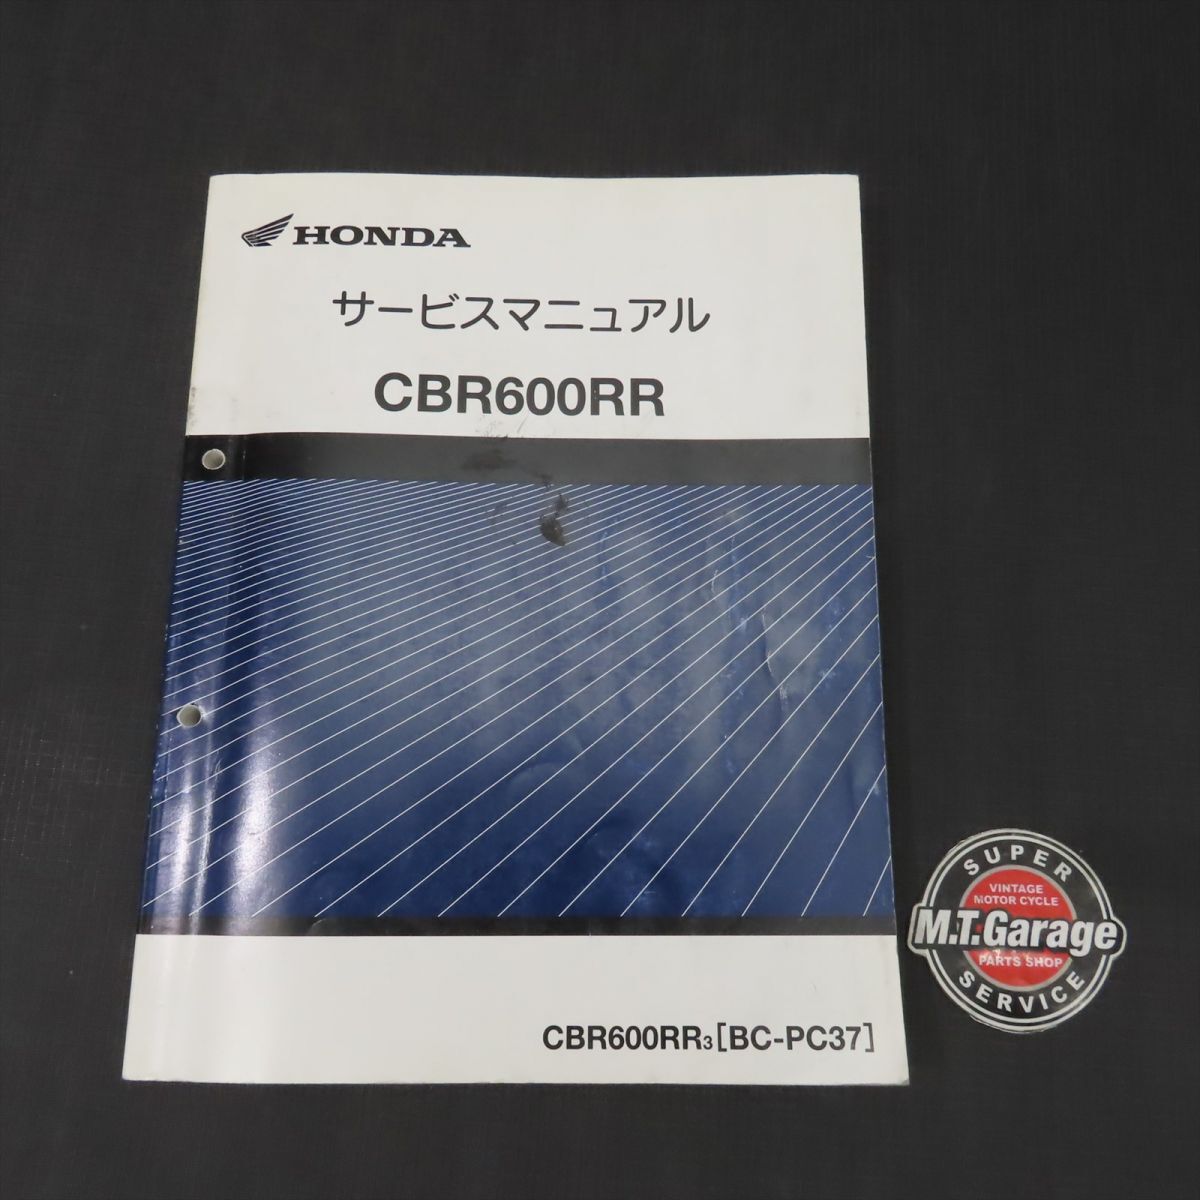 HONDA
サービスマニュアル
CBR600RR
CBR600RR3[BC-PC37]
SUPER
VINTAGE
MOTOR CYCLE
M.T.Garage
PARTS SHOP
SERVICE